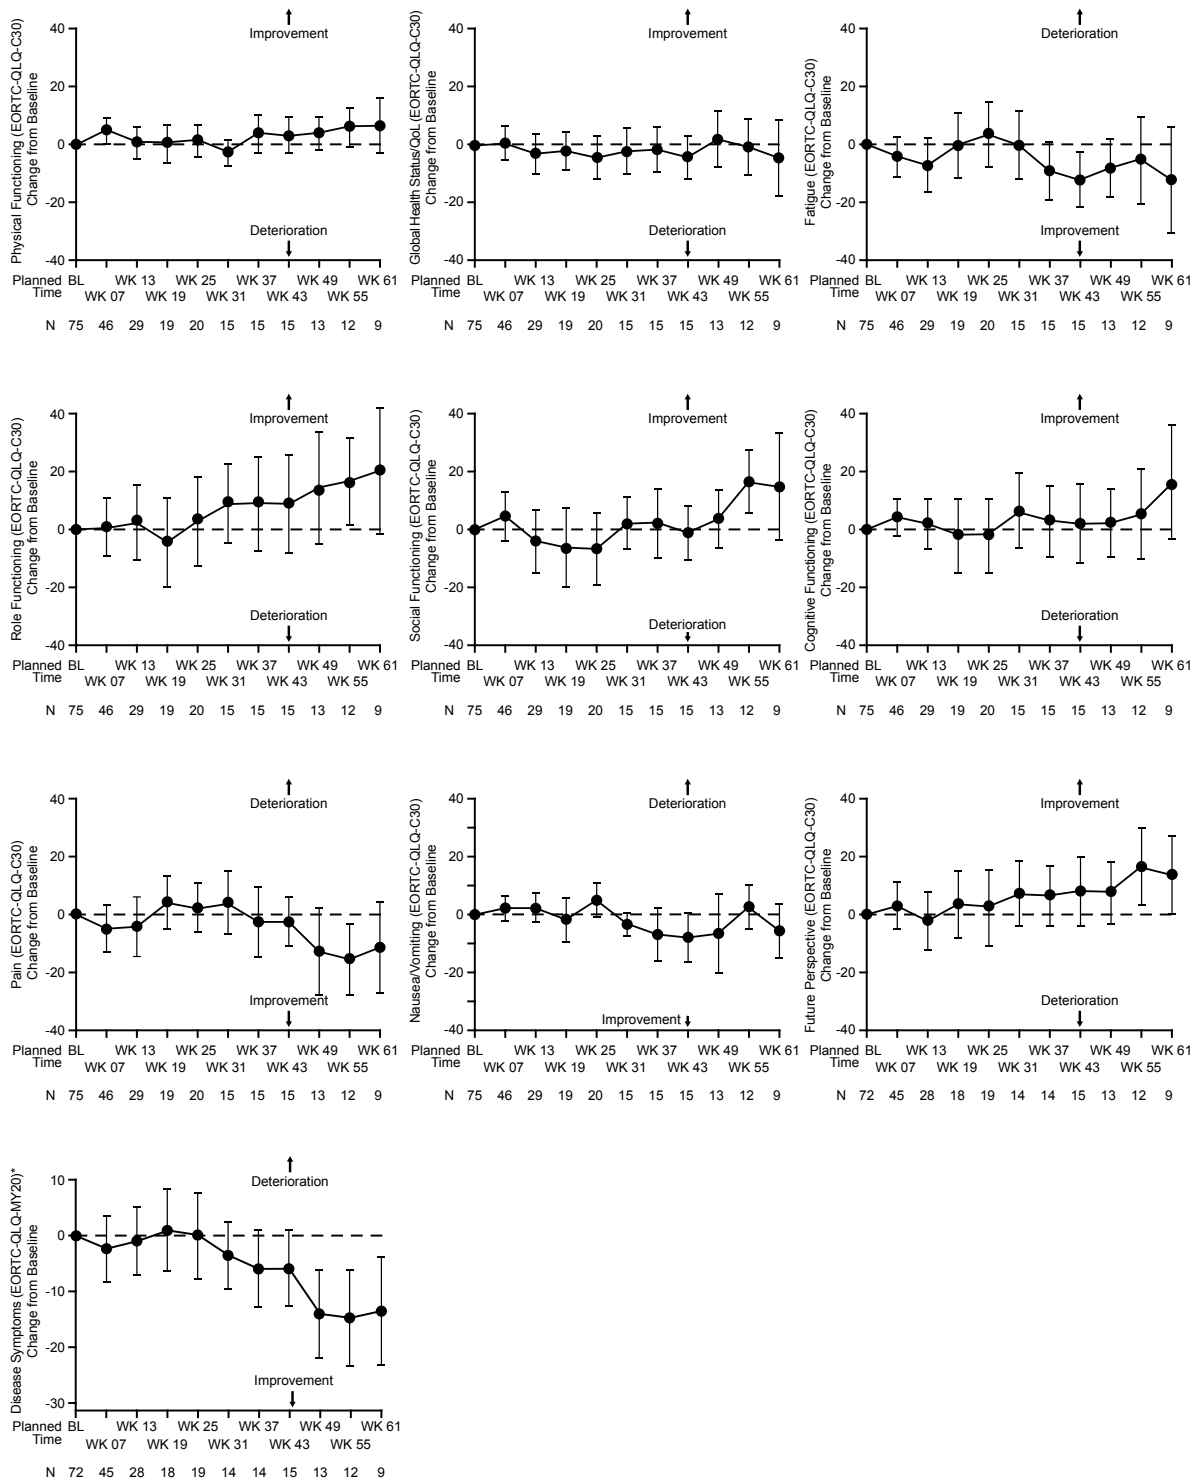 Physical Functioning (EORTC-QLQ-C30)
Change from Baseline
40
20
0
-20
-40
Improvement
Deterioration
Planned Time
BL WK 13 WK 25 WK 37 WK 49 WK 61
WK 07 WK 19 WK 31 WK 43 WK 55
N 75 46 29 19 20 15 15 15 13 12 9
Global Health Status/QoL (EORTC-QLQ-C30)
Change from Baseline
40
20
0
-20
-40
Improvement
Deterioration
BL WK 13 WK 25 WK 37 WK 49 WK 61
WK 07 WK 19 WK 31 WK 43 WK 55
Planned Time
N 75 46 29 19 20 15 15 15 13 12 9
Fatigue (EORTC-QLQ-C30)
Change from Baseline
40
20
0
-20
-40
Deterioration
Improvement
Planned Time
BL WK 13 WK 25 WK 37 WK 49 WK 61
WK 07 WK 19 WK 31 WK 43 WK 55
N 75 46 29 19 20 15 15 15 13 12 9
Role Functioning (EORTC-QLQ-C30)
Change from Baseline
40
20
0
-20
-40
Improvement
Deterioration
Planned Time
BL WK 13 WK 25 WK 37 WK 49 WK 61
WK 07 WK 19 WK 31 WK 43 WK 55
N 75 46 29 19 20 15 15 15 13 12 9
Social Functioning (EORTC-QLQ-C30)
Change from Baseline
40
20
0
-20
-40
Improvement
Deterioration
Planned Time
BL WK 13 WK 25 WK 37 WK 49 WK 61
WK 07 WK 19 WK 31 WK 43 WK 55
N 75 46 29 19 20 15 15 15 13 12 9
Cognitive Functioning (EORTC-QLQ-C30)
Change from Baseline
40
20
0
-20
-40
Improvement
Deterioration
Planned Time
BL WK 13 WK 25 WK 37 WK 49 WK 61
WK 07 WK 19 WK 31 WK 43 WK 55
N 75 46 29 19 20 15 15 15 13 12 9
Pain (EORTC-QLQ-C30)
Change from Baseline
40
20
0
-20
-40
Deterioration
Improvement
Planned Time
BL WK 13 WK 25 WK 37 WK 49 WK 61
WK 07 WK 19 WK 31 WK 43 WK 55
N 75 46 29 19 20 15 15 15 13 12 9
Nausea/Vomiting (EORTC-QLQ-C30)
Change from Baseline
40
20
0
-20
-40
Deterioration
Improvement
Planned Time
BL WK 13 WK 25 WK 37 WK 49 WK 61
WK 07 WK 19 WK 31 WK 43 WK 55
N 75 46 29 19 20 15 15 15 13 12 9
Future Perspective (EORTC-QLQ-C30)
Change from Baseline
40
20
0
-20
-40
Improvement
Deterioration
Planned Time
BL WK 13 WK 25 WK 37 WK 49 WK 61
WK 07 WK 19 WK 31 WK 43 WK 55
N 72 45 28 18 19 14 14 15 13 12 9
Disease Symptoms (EORTC-QLQ-MY20)*
Change from Baseline
10
0
-10
-20
-30
Deterioration
Improvement
Planned Time
BL WK 13 WK 25 WK 37 WK 49 WK 61
WK 07 WK 19 WK 31 WK 43 WK 55
N 72 45 28 18 19 14 14 15 13 12 9